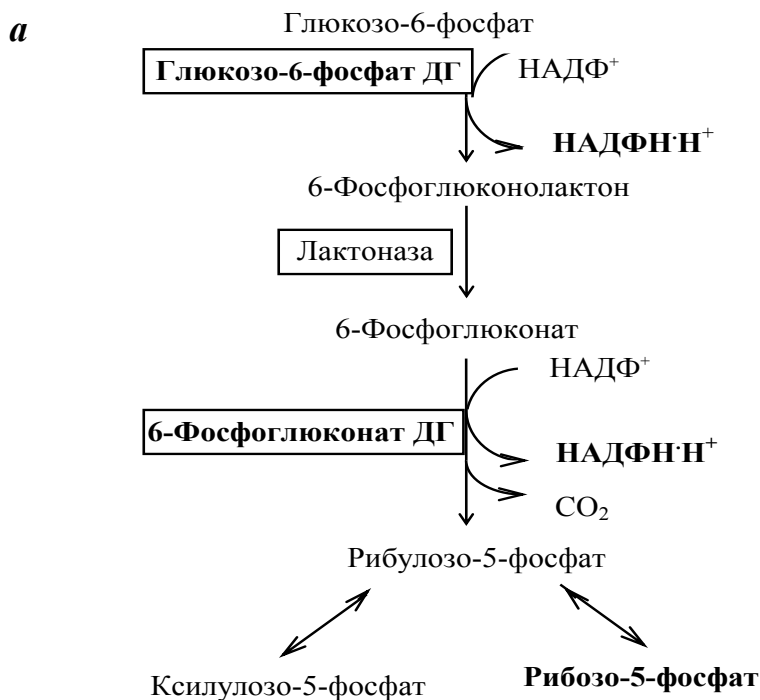 а
Глюкозо-6-фосфат
Глюкозо-6-фосфат ДГ
НАДФ⁺
НАДФН·Н⁺
6-Фосфоглюконолактон
Лактоназа
6-Фосфоглюконат
НАДФ⁺
6-Фосфоглюконат ДГ
НАДФН·Н⁺
CO₂
Рибулозо-5-фосфат
Ксилулозо-5-фосфат
Рибозо-5-фосфат